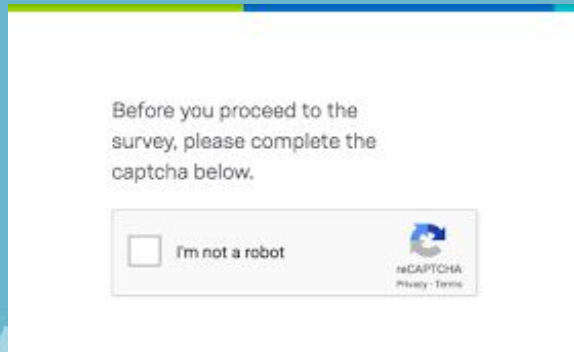 Before you proceed to the
survey, please complete the
captcha below.
I'm not a robot
reCAPTCHA
Privacy - Terms